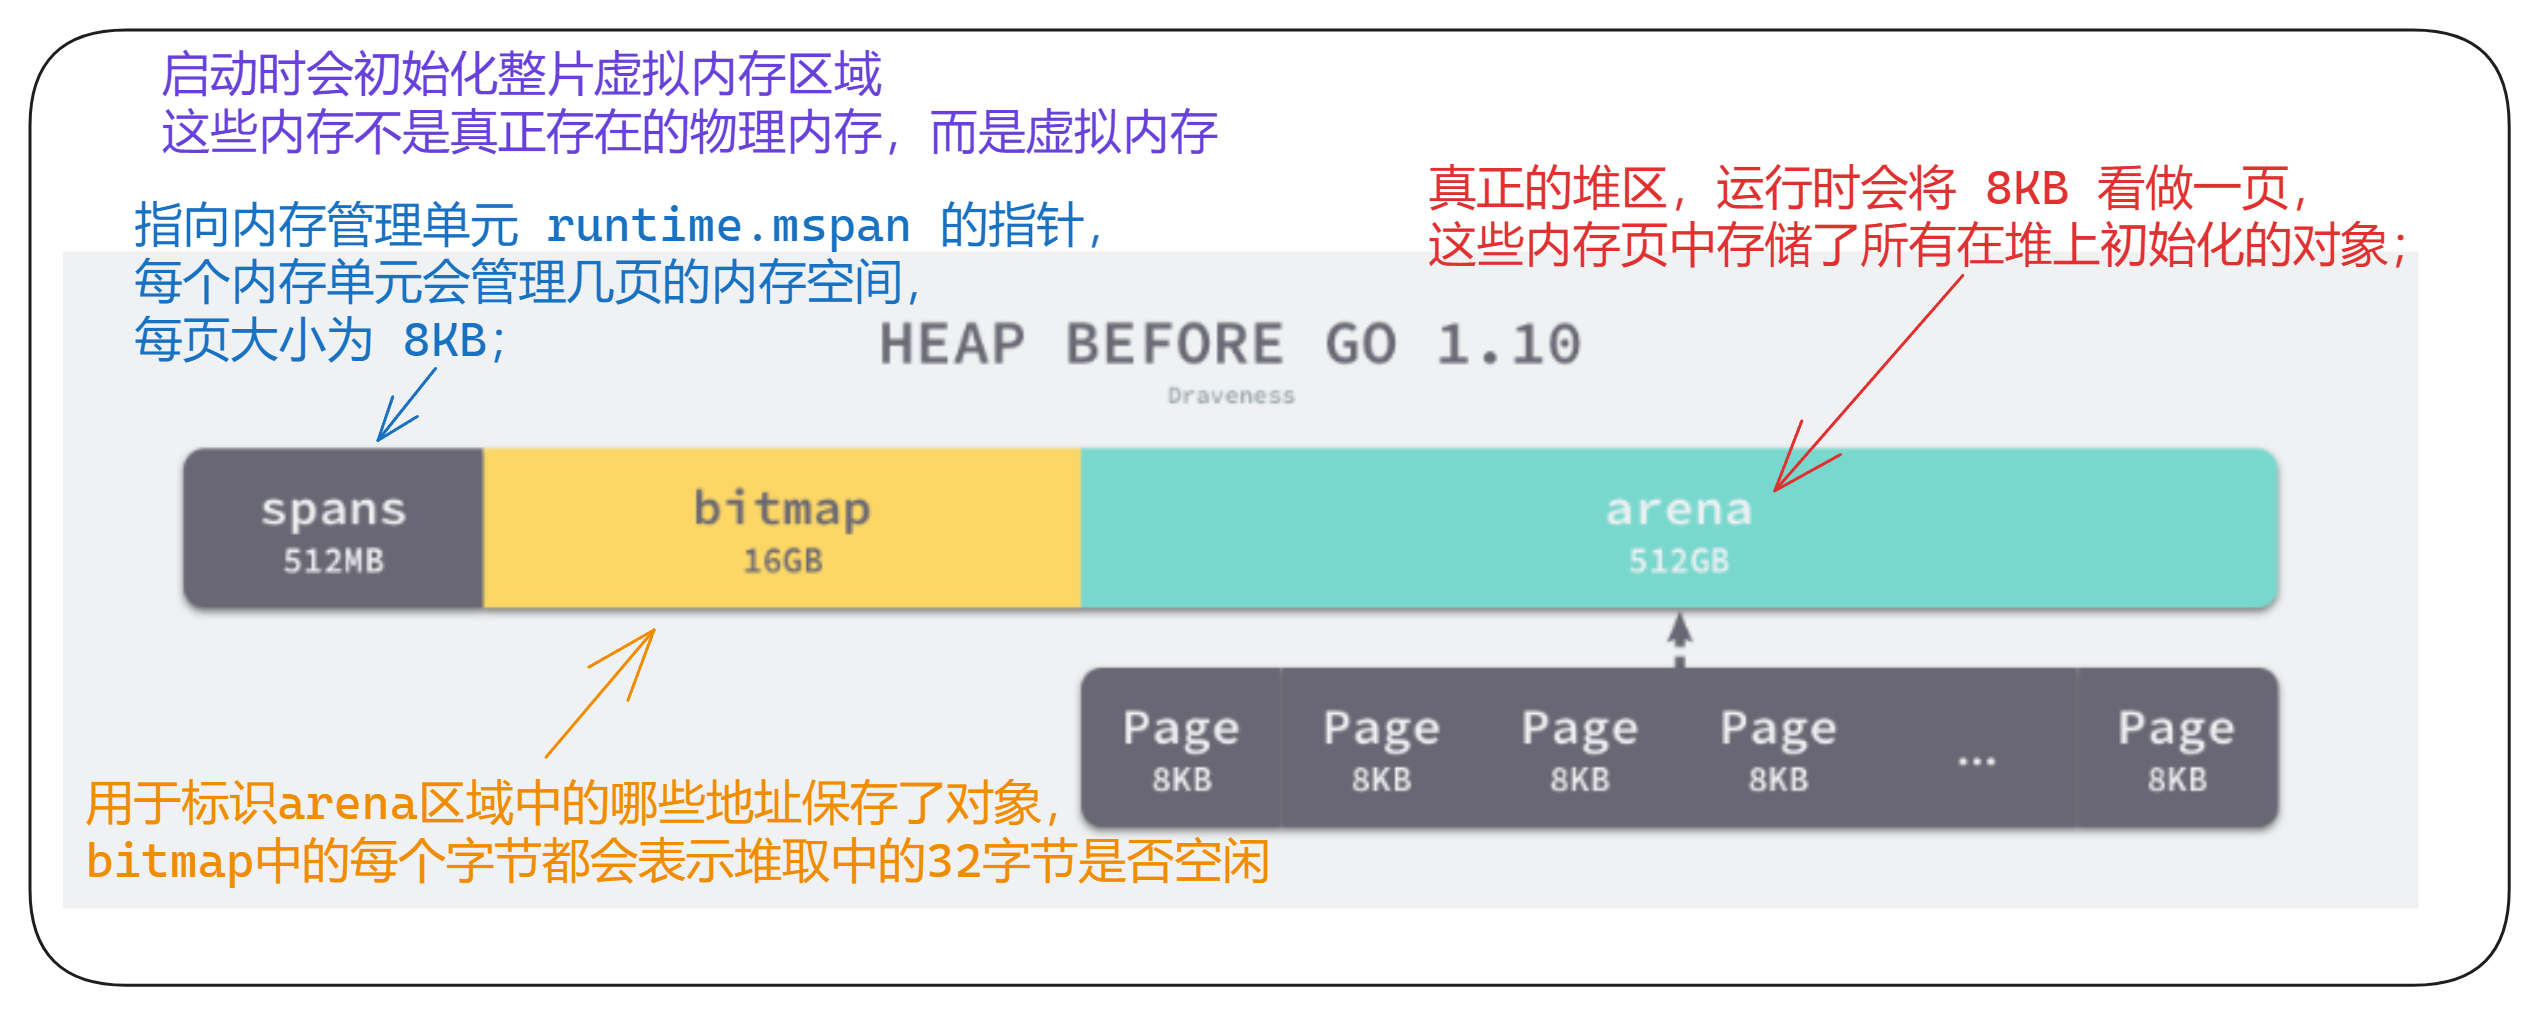 启动时会初始化整片虚拟内存区域
这些内存不是真正存在的物理内存，而是虚拟内存
真正的堆区，运行时会将 8KB 看做一页，
这些内存页中存储了所有在堆上初始化的对象；
指向内存管理单元 runtime.mspan 的指针，
每个内存单元会管理几页的内存空间，
每页大小为 8KB；
HEAP BEFORE GO 1.10
Draveness
spans bitmap arena
512MB 16GB 512GB
Page Page Page Page ... Page
8KB 8KB 8KB 8KB 8KB
用于标识arena区域中的哪些地址保存了对象，
bitmap中的每个字节都会表示堆取中的32字节是否空闲